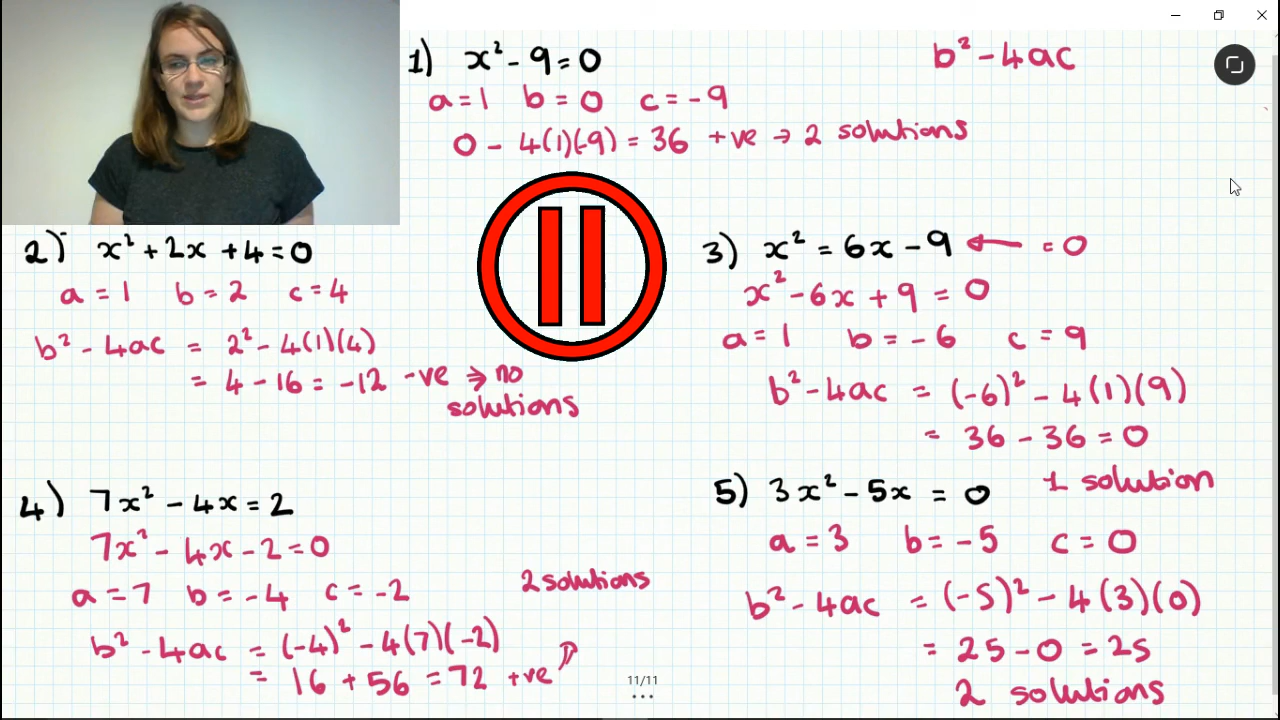 1) x² - 9 = 0
b² - 4ac
a = 1 b = 0 c = -9
0 - 4(1)(-9) = 36 +ve → 2 solutions
2) x² + 2x + 4 = 0
a = 1 b = 2 c = 4
b² - 4ac = 2² - 4(1)(4)
= 4 - 16 = -12 -ve ⇒ no
solutions
3) x² = 6x - 9 ← = 0
x² - 6x + 9 = 0
a = 1 b = -6 c = 9
b² - 4ac = (-6)² - 4(1)(9)
= 36 - 36 = 0
1 solution
4) 7x² - 4x = 2
7x² - 4x - 2 = 0
a = 7 b = -4 c = -2
2 solutions
b² - 4ac = (-4)² - 4(7)(-2)
= 16 + 56 = 72 +ve ⇒
5) 3x² - 5x = 0
a = 3 b = -5 c = 0
b² - 4ac = (-5)² - 4(3)(0)
= 25 - 0 = 25
2 solutions
11/11